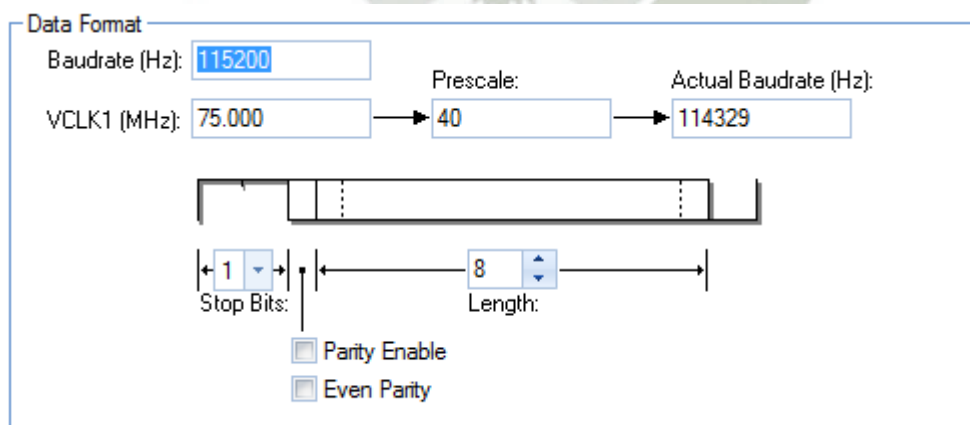 Data Format
Baudrate (Hz): 115200
Prescale: Actual Baudrate (Hz):
VCLK1 (MHz): 75.000 40 114329
1 8
Stop Bits: Length:
Parity Enable
Even Parity